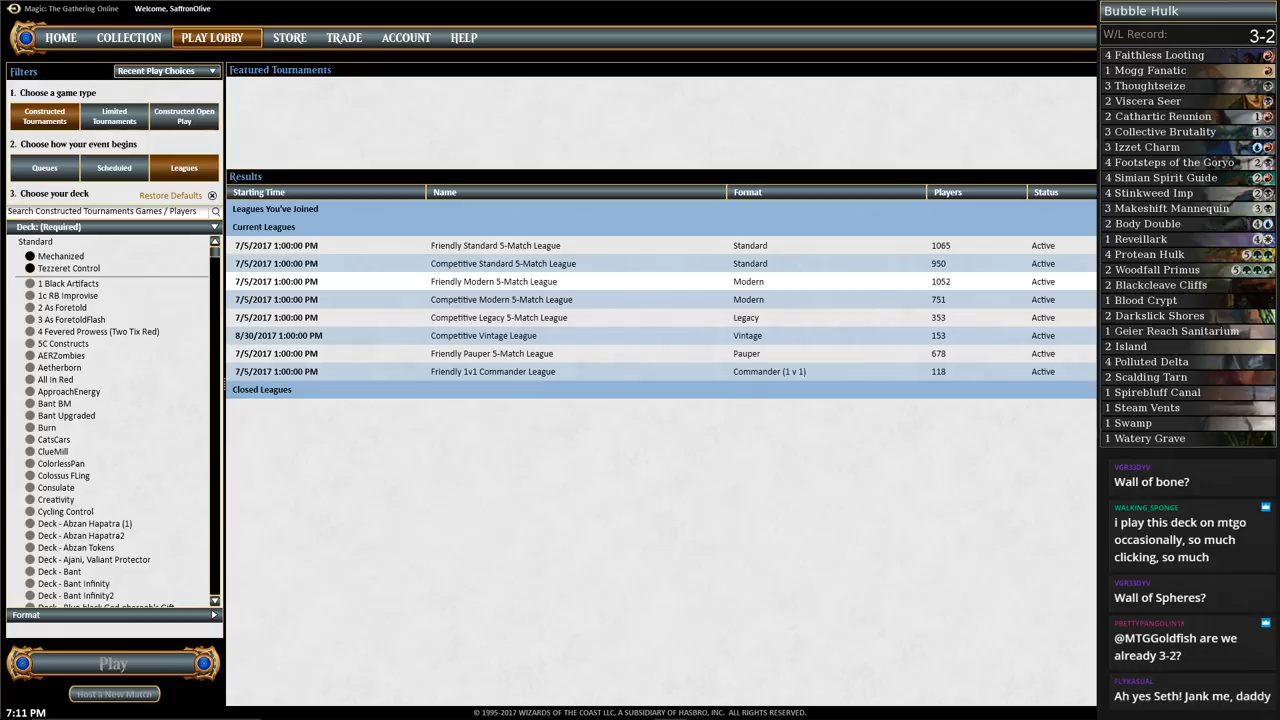 Magic: The Gathering Online
Welcome, SaffronOlive
HOME COLLECTION PLAY LOBBY STORE TRADE ACCOUNT HELP
Filters
Recent Play Choices
1. Choose a game type
Constructed Tournaments
Limited Tournaments
Constructed Open Play
2. Choose how your event begins
Queues Scheduled Leagues
3. Choose your deck
Restore Defaults
Search Constructed Tournaments Games / Players
Deck: (Required)
Standard
Mechanized
Tezzeret Control
1 Black Artifacts
1c RB Improvise
2 As Foretold
3 As ForetoldFlash
4 Fevered Prowess (Two Tix Red)
5C Constructs
AERZombies
Aetherborn
All In Red
ApproachEnergy
Bant BM
Bant Upgraded
Burn
CatsCars
ClueMill
ColorlessPan
Colossus FLing
Consulate
Creativity
Cycling Control
Deck - Abzan Hapatra (1)
Deck - Abzan Hapatra2
Deck - Abzan Tokens
Deck - Ajani, Valiant Protector
Deck - Bant
Deck - Bant Infinity
Deck - Bant Infinity2
Deck - Blue-black God-pharaoh's Gift
Format
Play
Host a New Match
7:11 PM
Featured Tournaments
Results
Starting Time Name Format Players Status
Leagues You've Joined
Current Leagues
7/5/2017 1:00:00 PM Friendly Standard 5-Match League Standard 1065 Active
7/5/2017 1:00:00 PM Competitive Standard 5-Match League Standard 950 Active
7/5/2017 1:00:00 PM Friendly Modern 5-Match League Modern 1052 Active
7/5/2017 1:00:00 PM Competitive Modern 5-Match League Modern 751 Active
7/5/2017 1:00:00 PM Competitive Legacy 5-Match League Legacy 353 Active
8/30/2017 1:00:00 PM Competitive Vintage League Vintage 153 Active
7/5/2017 1:00:00 PM Friendly Pauper 5-Match League Pauper 678 Active
7/5/2017 1:00:00 PM Friendly 1v1 Commander League Commander (1 v 1) 118 Active
Closed Leagues
© 1995-2017 WIZARDS OF THE COAST LLC, A SUBSIDIARY OF HASBRO, INC. ALL RIGHTS RESERVED.
Bubble Hulk
W/L Record: 3-2
4 Faithless Looting
1 Mogg Fanatic
3 Thoughtseize
2 Viscera Seer
2 Cathartic Reunion 1
3 Collective Brutality 1
3 Izzet Charm
4 Footsteps of the Goryo 2
4 Simian Spirit Guide 2
4 Stinkweed Imp 2
3 Makeshift Mannequin 3
2 Body Double 4
1 Reveillark 4
4 Protean Hulk 5
2 Woodfall Primus 5
2 Blackcleave Cliffs
1 Blood Crypt
2 Darkslick Shores
1 Geier Reach Sanitarium
2 Island
4 Polluted Delta
2 Scalding Tarn
1 Spirebluff Canal
1 Steam Vents
1 Swamp
1 Watery Grave
VGR33DYV
Wall of bone?
WALKING_SPONGE
i play this deck on mtgo
occasionally, so much
clicking, so much
VGR33DYV
Wall of Spheres?
PRETTYPANGOLIN18
@MTGGoldfish are we
already 3-2?
FLYKASUAL
Ah yes Seth! Jank me, daddy